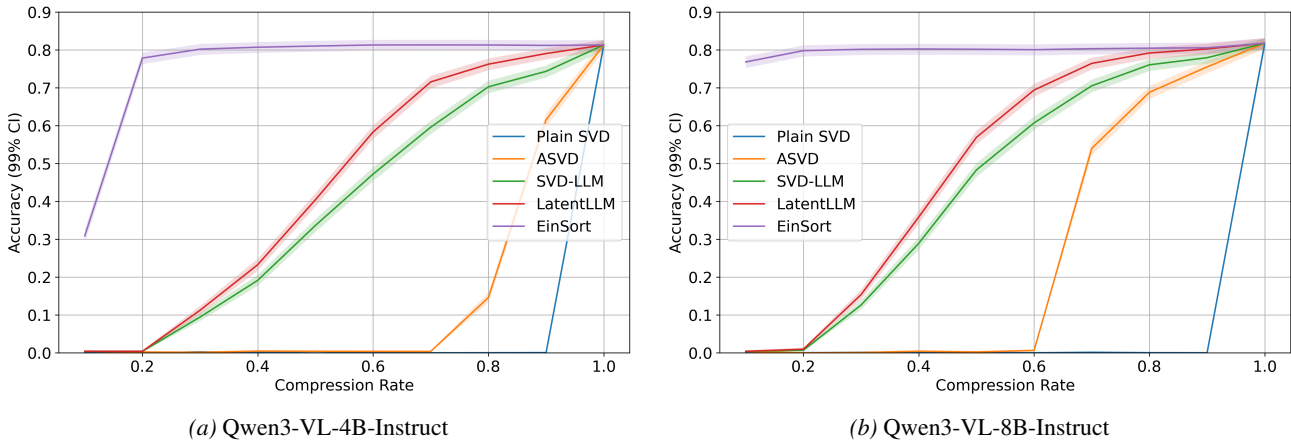 0.9
0.8
0.7
0.6
0.5
0.4
0.3
0.2
0.1
0.0
Accuracy (99% CI)
Plain SVD
ASVD
SVD-LLM
LatentLLM
EinSort
0.2 0.4 0.6 0.8 1.0
Compression Rate
(a) Qwen3-VL-4B-Instruct
0.9
0.8
0.7
0.6
0.5
0.4
0.3
0.2
0.1
0.0
Accuracy (99% CI)
Plain SVD
ASVD
SVD-LLM
LatentLLM
EinSort
0.2 0.4 0.6 0.8 1.0
Compression Rate
(b) Qwen3-VL-8B-Instruct